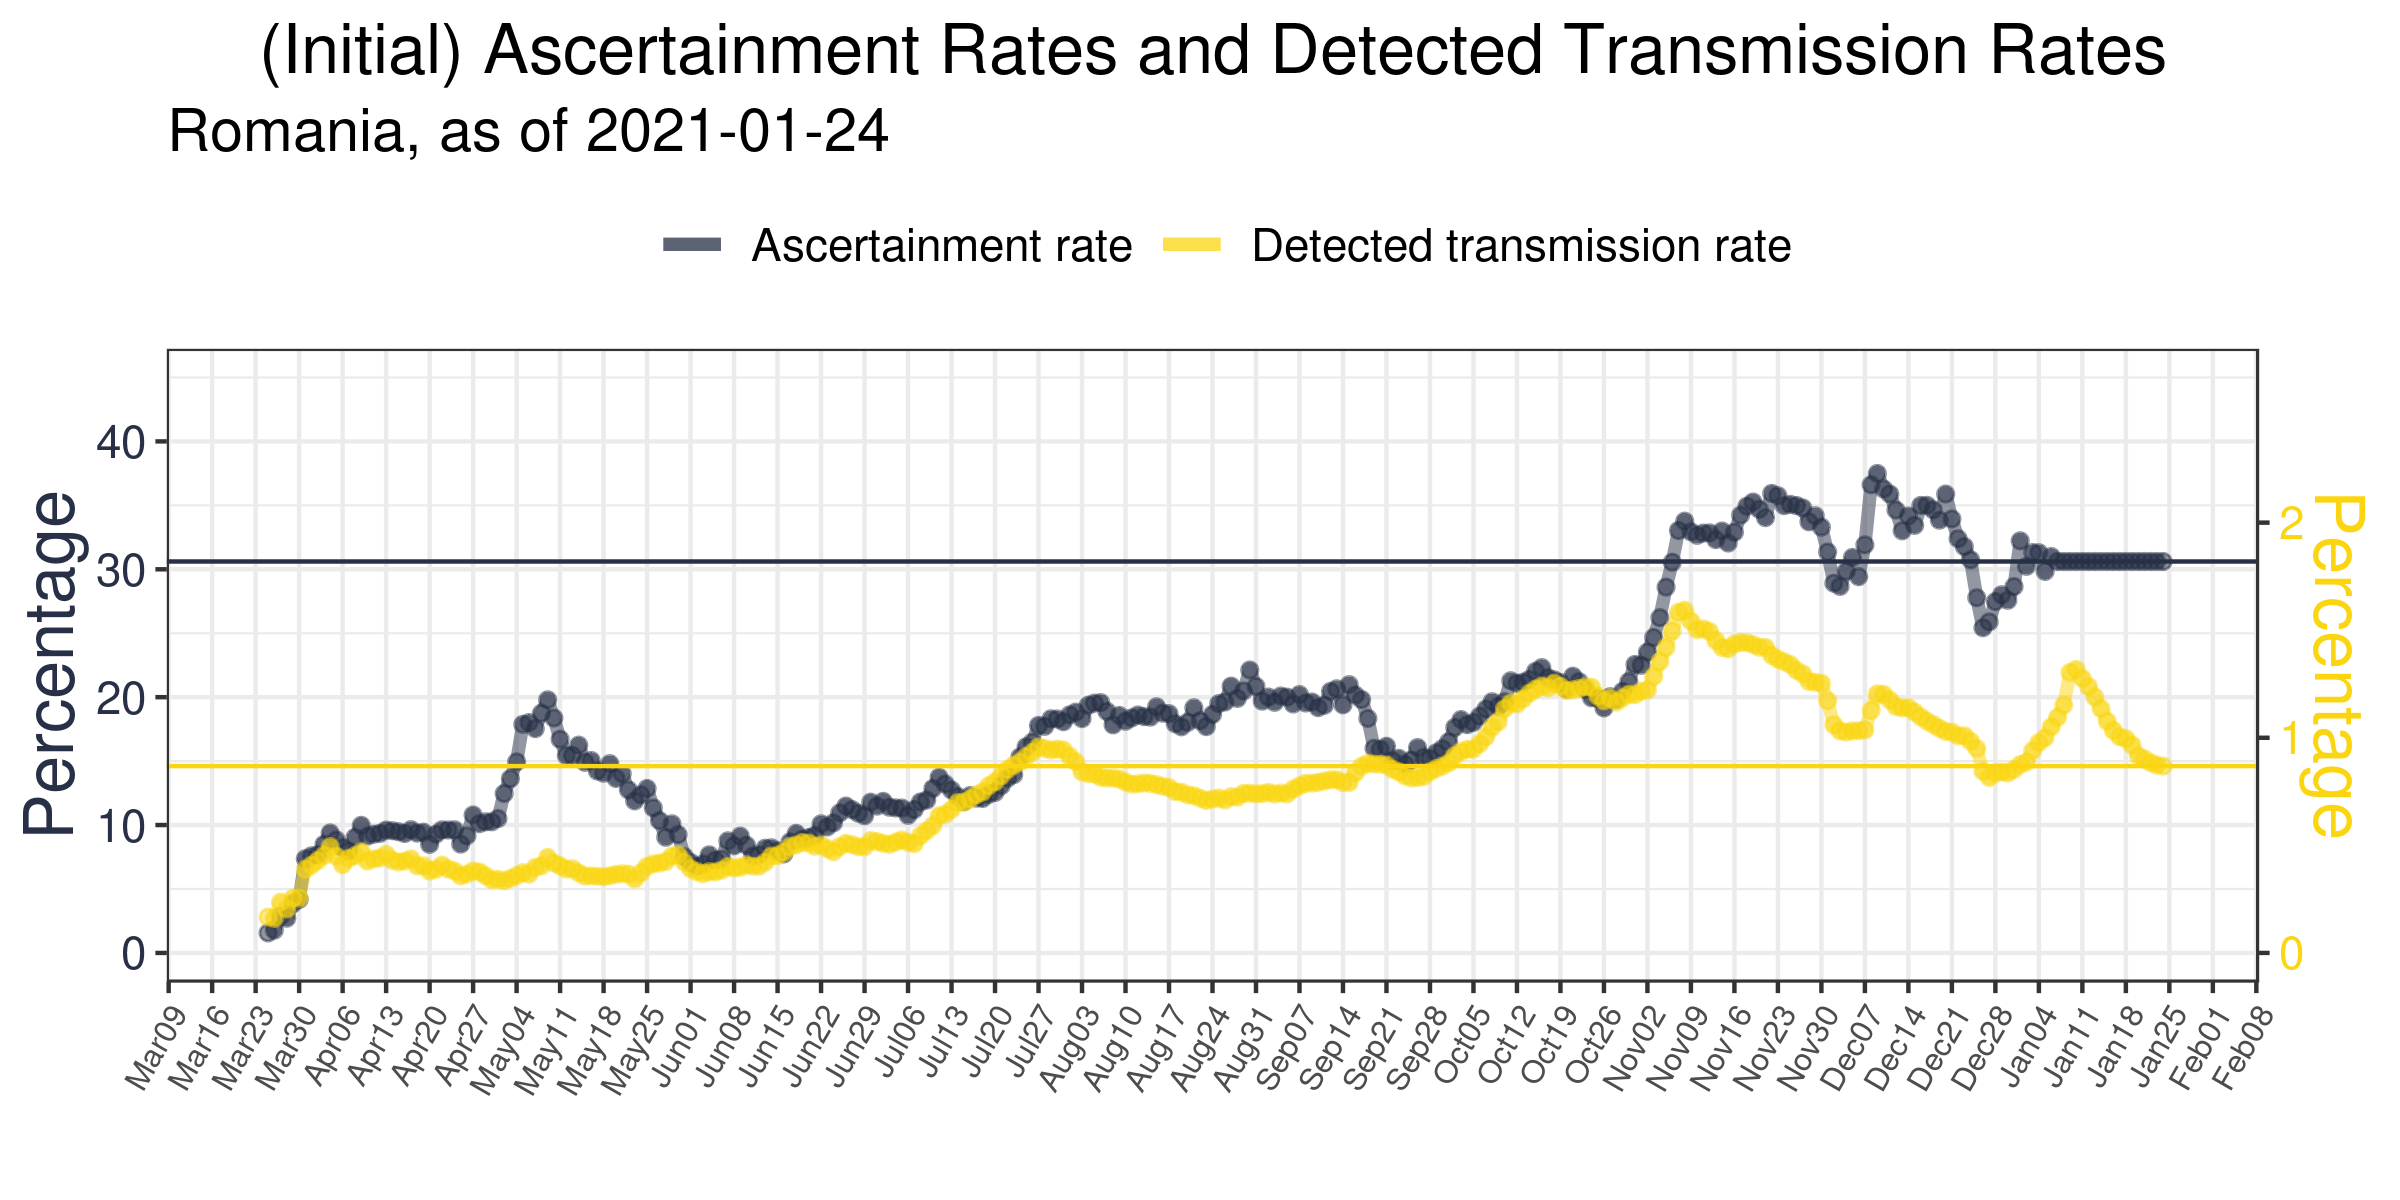 (Initial) Ascertainment Rates and Detected Transmission Rates
Romania, as of 2021-01-24
Ascertainment rate
Detected transmission rate
Percentage
40
30
20
10
0
Percentage
2
1
0
Mar09
Mar16
Mar23
Mar30
Apr06
Apr13
Apr20
Apr27
May04
May11
May18
May25
Jun01
Jun08
Jun15
Jun22
Jun29
Jul06
Jul13
Jul20
Jul27
Aug03
Aug10
Aug17
Aug24
Aug31
Sep07
Sep14
Sep21
Sep28
Oct05
Oct12
Oct19
Oct26
Nov02
Nov09
Nov16
Nov23
Nov30
Dec07
Dec14
Dec21
Dec28
Jan04
Jan11
Jan18
Jan25
Feb01
Feb08